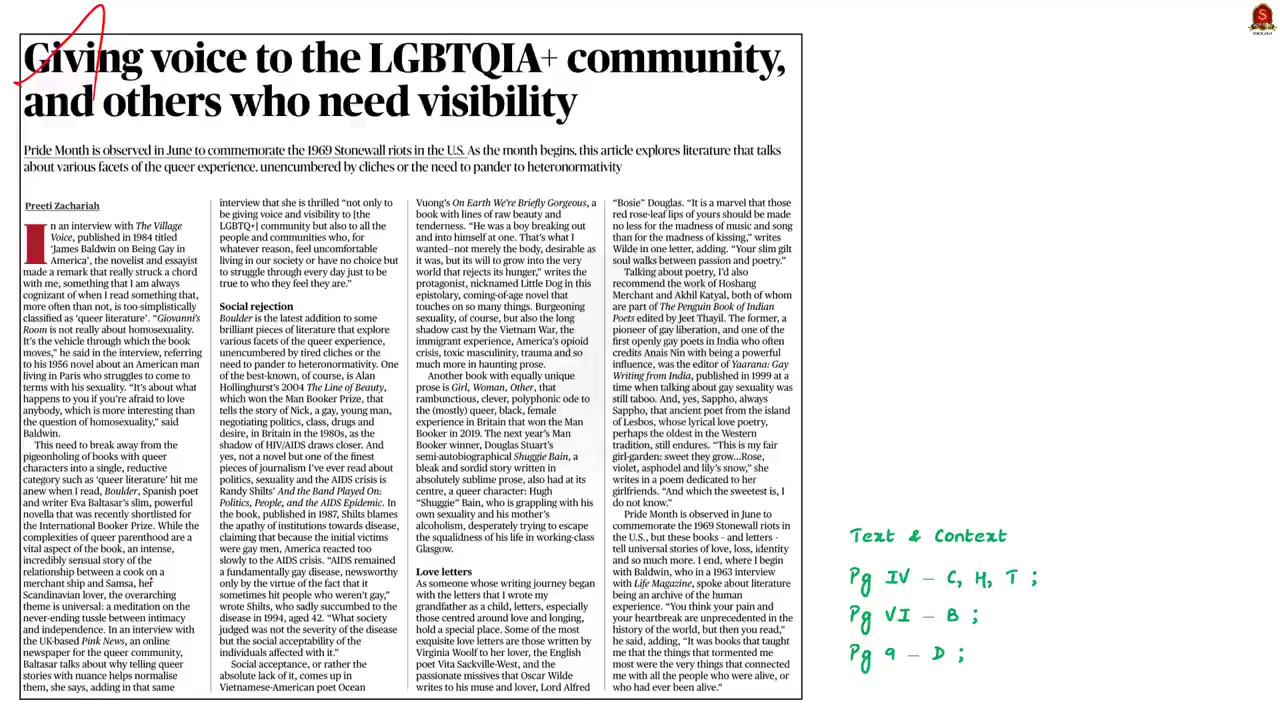 Giving voice to the LGBTQIA+ community,
and others who need visibility
Pride Month is observed in June to commemorate the 1969 Stonewall riots in the U.S. As the month begins, this article explores literature that talks
about various facets of the queer experience. unencumbered by cliches or the need to pander to heteronormativity
Preeti Zachariah
In an interview with The Village
Voice, published in 1984 titled
'James Baldwin on Being Gay in
America', the novelist and essayist
made a remark that really struck a chord
with me, something that I am always
cognizant of when I read something that,
more often than not, is too-simplistically
classified as 'queer literature'. "Giovanni's
Room is not really about homosexuality.
It's the vehicle through which the book
moves," he said in the interview, referring
to his 1956 novel about an American man
living in Paris who struggles to come to
terms with his sexuality. "It's about what
happens to you if you're afraid to love
anybody, which is more interesting than
the question of homosexuality," said
Baldwin.
This need to break away from the
pigeonholing of books with queer
characters into a single, reductive
category such as 'queer literature' hit me
anew when I read, Boulder, Spanish poet
and writer Eva Baltasar's slim, powerful
novella that was recently shortlisted for
the International Booker Prize. While the
complexities of queer parenthood are a
vital aspect of the book, an intense,
incredibly sensual story of the
relationship between a cook on a
merchant ship and Samsa, her
Scandinavian lover, the overarching
theme is universal: a meditation on the
never-ending tussle between intimacy
and independence. In an interview with
the UK-based Pink News, an online
newspaper for the queer community,
Baltasar talks about why telling queer
stories with nuance helps normalise
them, she says, adding in that same
interview that she is thrilled "not only to
be giving voice and visibility to [the
LGBTQ+] community but also to all the
people and communities who, for
whatever reason, feel uncomfortable
living in our society or have no choice but
to struggle through every day just to be
true to who they feel they are."
Social rejection
Boulder is the latest addition to some
brilliant pieces of literature that explore
various facets of the queer experience,
unencumbered by tired cliches or the
need to pander to heteronormativity. One
of the best-known, of course, is Alan
Hollinghurst's 2004 The Line of Beauty,
which won the Man Booker Prize, that
tells the story of Nick, a gay, young man,
negotiating politics, class, drugs and
desire, in Britain in the 1980s, as the
shadow of HIV/AIDS draws closer. And
yes, not a novel but one of the finest
pieces of journalism I've ever read about
politics, sexuality and the AIDS crisis is
Randy Shilts' And the Band Played On:
Politics, People, and the AIDS Epidemic. In
the book, published in 1987, Shilts blames
the apathy of institutions towards disease,
claiming that because the initial victims
were gay men, America reacted too
slowly to the AIDS crisis. "AIDS remained
a fundamentally gay disease, newsworthy
only by the virtue of the fact that it
sometimes hit people who weren't gay,"
wrote Shilts, who sadly succumbed to the
disease in 1994, aged 42. "What society
judged was not the severity of the disease
but the social acceptability of the
individuals affected with it."
Social acceptance, or rather the
absolute lack of it, comes up in
Vietnamese-American poet Ocean
Vuong's On Earth We're Briefly Gorgeous, a
book with lines of raw beauty and
tenderness. "He was a boy breaking out
and into himself at one. That's what I
wanted—not merely the body, desirable as
it was, but its will to grow into the very
world that rejects its hunger," writes the
protagonist, nicknamed Little Dog in this
epistolary, coming-of-age novel that
touches on so many things. Burgeoning
sexuality, of course, but also the long
shadow cast by the Vietnam War, the
immigrant experience, America's opioid
crisis, toxic masculinity, trauma and so
much more in haunting prose.
Another book with equally unique
prose is Girl, Woman, Other, that
rambunctious, clever, polyphonic ode to
the (mostly) queer, black, female
experience in Britain that won the Man
Booker in 2019. The next year's Man
Booker winner, Douglas Stuart's
semi-autobiographical Shuggie Bain, a
bleak and sordid story written in
absolutely sublime prose, also had at its
centre, a queer character: Hugh
"Shuggie" Bain, who is grappling with his
own sexuality and his mother's
alcoholism, desperately trying to escape
the squalidness of his life in working-class
Glasgow.
Love letters
As someone whose writing journey began
with the letters that I wrote my
grandfather as a child, letters, especially
those centred around love and longing,
hold a special place. Some of the most
exquisite love letters are those written by
Virginia Woolf to her lover, the English
poet Vita Sackville-West, and the
passionate missives that Oscar Wilde
writes to his muse and lover, Lord Alfred
"Bosie" Douglas. "It is a marvel that those
red rose-leaf lips of yours should be made
no less for the madness of music and song
than for the madness of kissing," writes
Wilde in one letter, adding. "Your slim gilt
soul walks between passion and poetry."
Talking about poetry, I'd also
recommend the work of Hoshang
Merchant and Akhil Katyal, both of whom
are part of The Penguin Book of Indian
Poets edited by Jeet Thayil. The former, a
pioneer of gay liberation, and one of the
first openly gay poets in India who often
credits Anais Nin with being a powerful
influence, was the editor of Yaarana: Gay
Writing from India, published in 1999 at a
time when talking about gay sexuality was
still taboo. And, yes, Sappho, always
Sappho, that ancient poet from the island
of Lesbos, whose lyrical love poetry,
perhaps the oldest in the Western
tradition, still endures. "This is my fair
girl-garden: sweet they grow...Rose,
violet, asphodel and lily's snow," she
writes in a poem dedicated to her
girlfriends. "And which the sweetest is, I
do not know."
Pride Month is observed in June to
commemorate the 1969 Stonewall riots in
the U.S., but these books - and letters -
tell universal stories of love, loss, identity
and so much more. I end, where I begin
with Baldwin, who in a 1963 interview
with Life Magazine, spoke about literature
being an archive of the human
experience. "You think your pain and
your heartbreak are unprecedented in the
history of the world, but then you read,"
he said, adding, "It was books that taught
me that the things that tormented me
most were the very things that connected
me with all the people who were alive, or
who had ever been alive."
Text & Context
Pg IV - C, H, T ;
Pg VI - B ;
Pg 9 - D ;